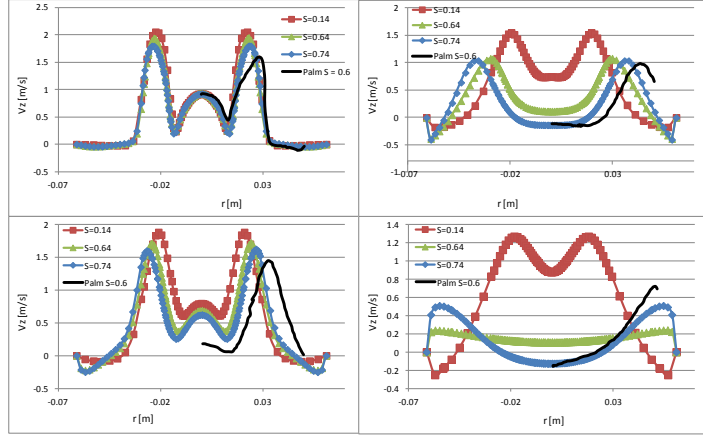 2.5
2
1.5
1
0.5
0
-0.5
Vz [m/s]
-0.07
-0.02
0.03
r [m]
S=0.14
S=0.64
S=0.74
Palm S = 0.6
2
1.5
1
0.5
0
-0.5
-1
Vz [m/s]
-0.07
-0.02
0.03
r [m]
S=0.14
S=0.64
S=0.74
Palm S=0.6
2
1.5
1
0.5
0
-0.5
Vz [m/s]
-0.07
-0.02
0.03
r [m]
S=0.14
S=0.64
S=0.74
Palm S=0.6
1.4
1.2
1
0.8
0.6
0.4
0.2
0
-0.2
-0.4
Vz [m/s]
-0.07
-0.02
0.03
r [m]
S=0.14
S=0.64
S=0.74
Palm S=0.6